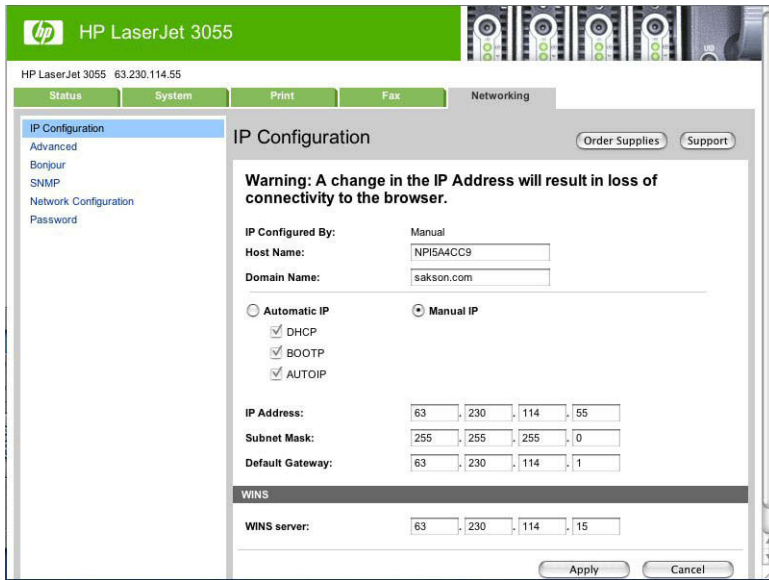 hp HP LaserJet 3055
UID
HP LaserJet 3055 63.230.114.55
Status System Print Fax Networking
IP Configuration
Advanced
Bonjour
SNMP
Network Configuration
Password
IP Configuration
Order Supplies Support
Warning: A change in the IP Address will result in loss of
connectivity to the browser.
IP Configured By: Manual
Host Name: NPI5A4CC9
Domain Name: sakson.com
Automatic IP Manual IP
DHCP
BOOTP
AUTOIP
IP Address: 63 . 230 . 114 . 55
Subnet Mask: 255 . 255 . 255 . 0
Default Gateway: 63 . 230 . 114 . 1
WINS
WINS server: 63 . 230 . 114 . 15
Apply Cancel